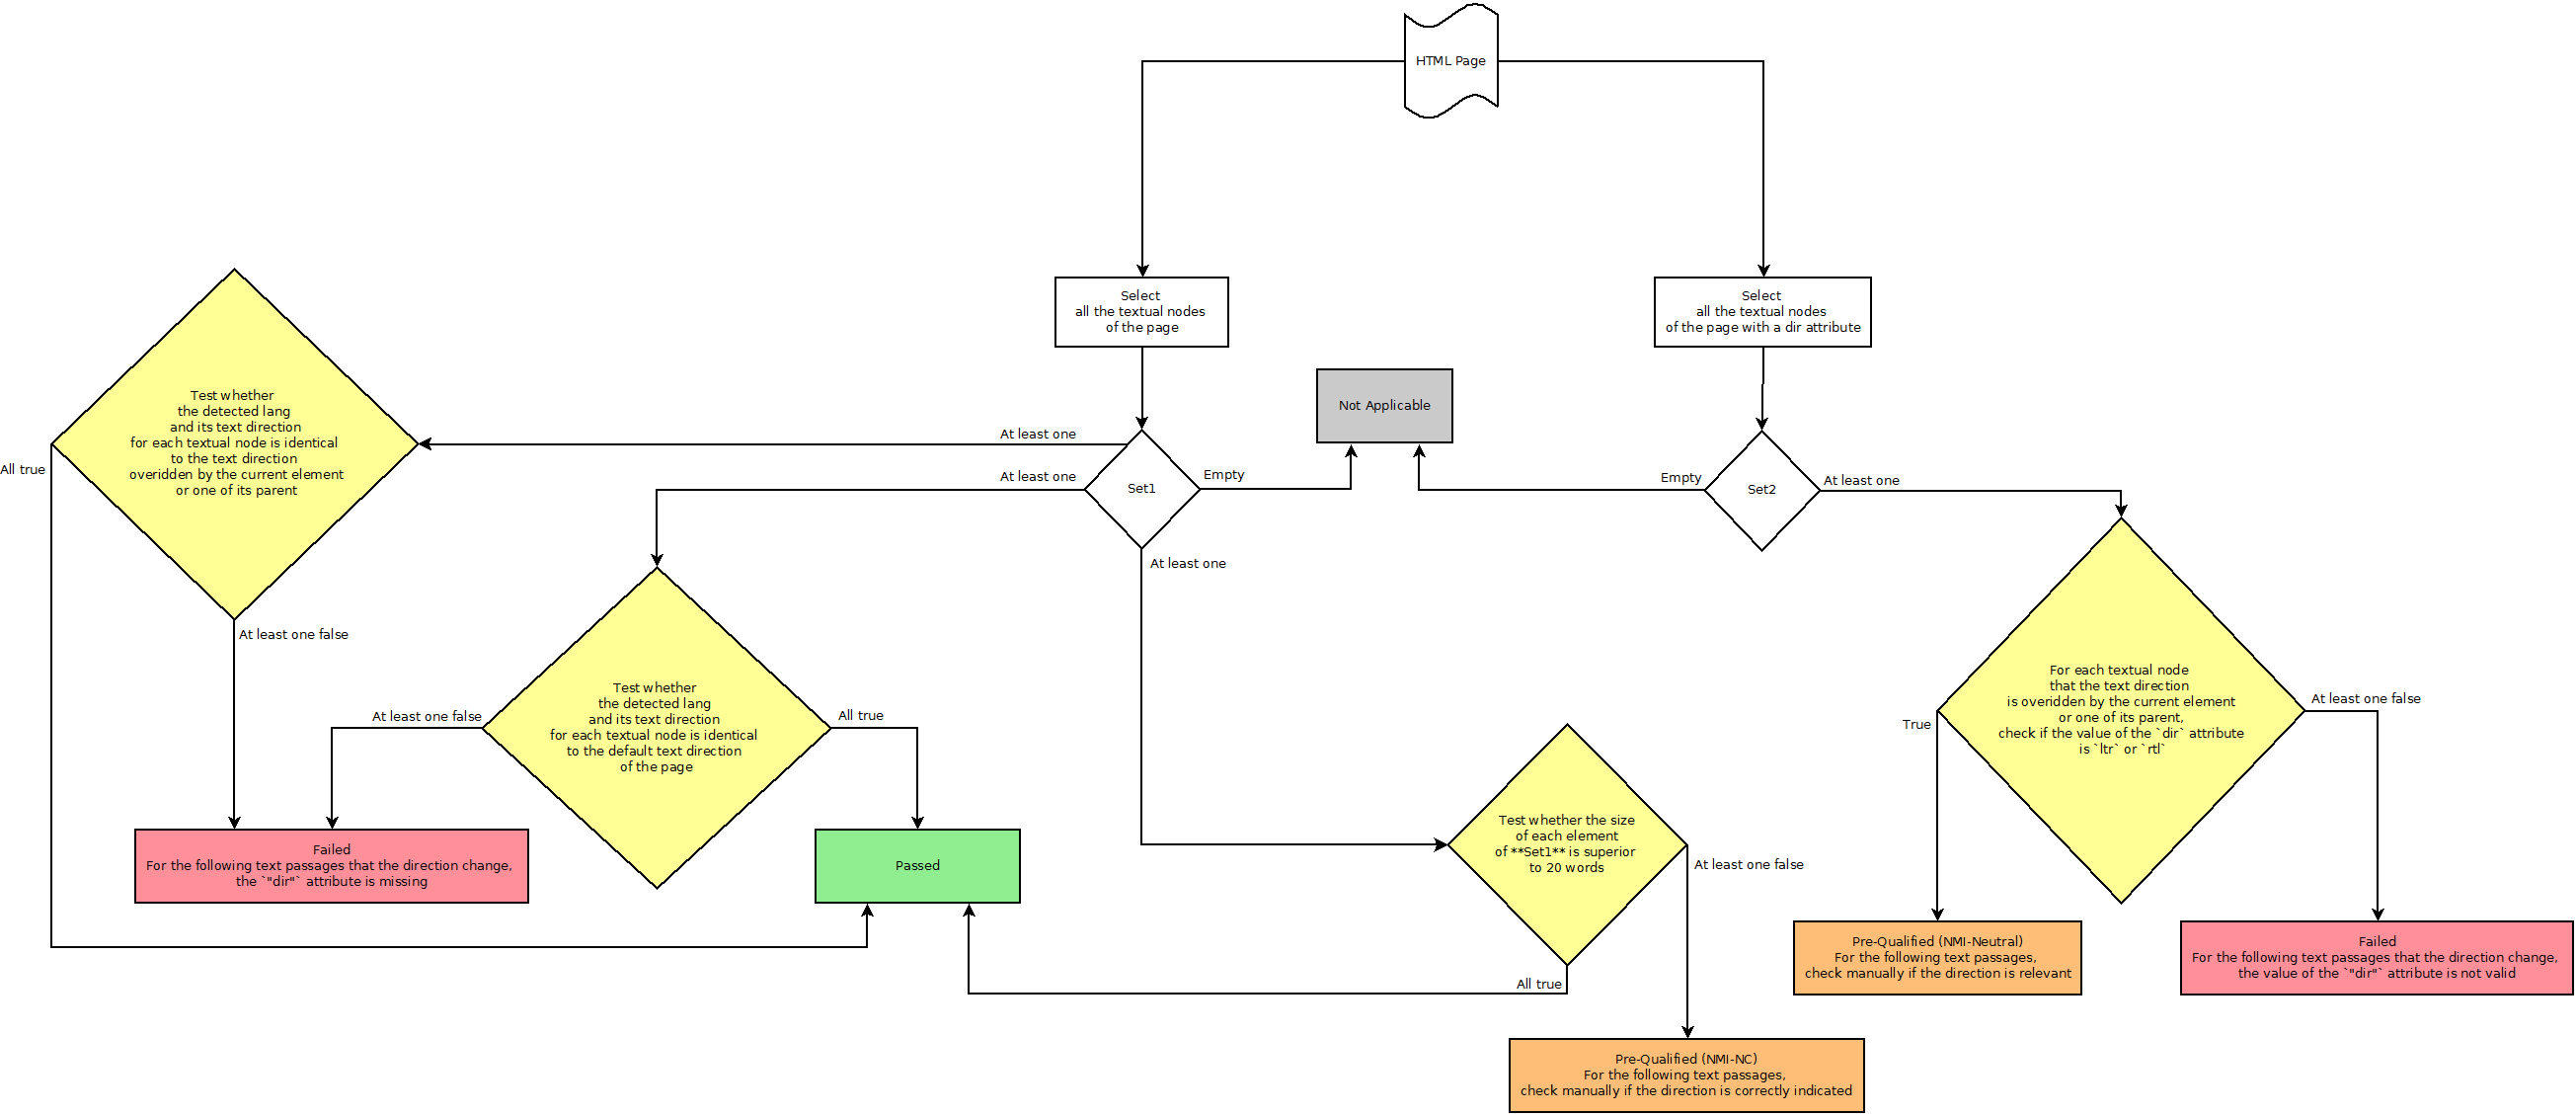 HTML Page
Select
all the textual nodes
of the page
Select
all the textual nodes
of the page with a dir attribute
Not Applicable
Test whether
the detected lang
and its text direction
for each textual node is identical
to the text direction
overidden by the current element
or one of its parent
At least one
At least one
Set1
Empty
Empty
Set2
At least one
All true
At least one
At least one false
Test whether
the detected lang
and its text direction
for each textual node is identical
to the default text direction
of the page
At least one false
All true
For each textual node
that the text direction
is overidden by the current element
or one of its parent,
check if the value of the `dir` attribute
is `ltr` or `rtl`
True
At least one false
Test whether the size
of each element
of **Set1** is superior
to 20 words
At least one false
All true
Failed
For the following text passages that the direction change,
the `"dir"` attribute is missing
Passed
Pre-Qualified (NMI-Neutral)
For the following text passages,
check manually if the direction is relevant
Failed
For the following text passages that the direction change,
the value of the `"dir"` attribute is not valid
Pre-Qualified (NMI-NC)
For the following text passages,
check manually if the direction is correctly indicated